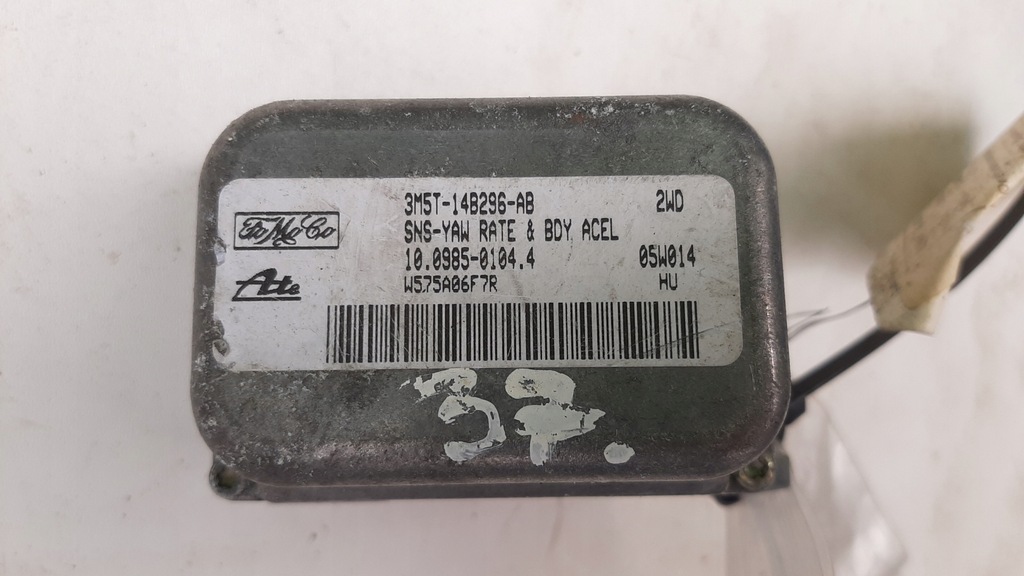 FoMoCo
Ate
3M5T-14B296-AB 2WD
SNS-YAW RATE & BDY ACEL
10.0985-0104.4 05W014
W575A06F7R HU
37.